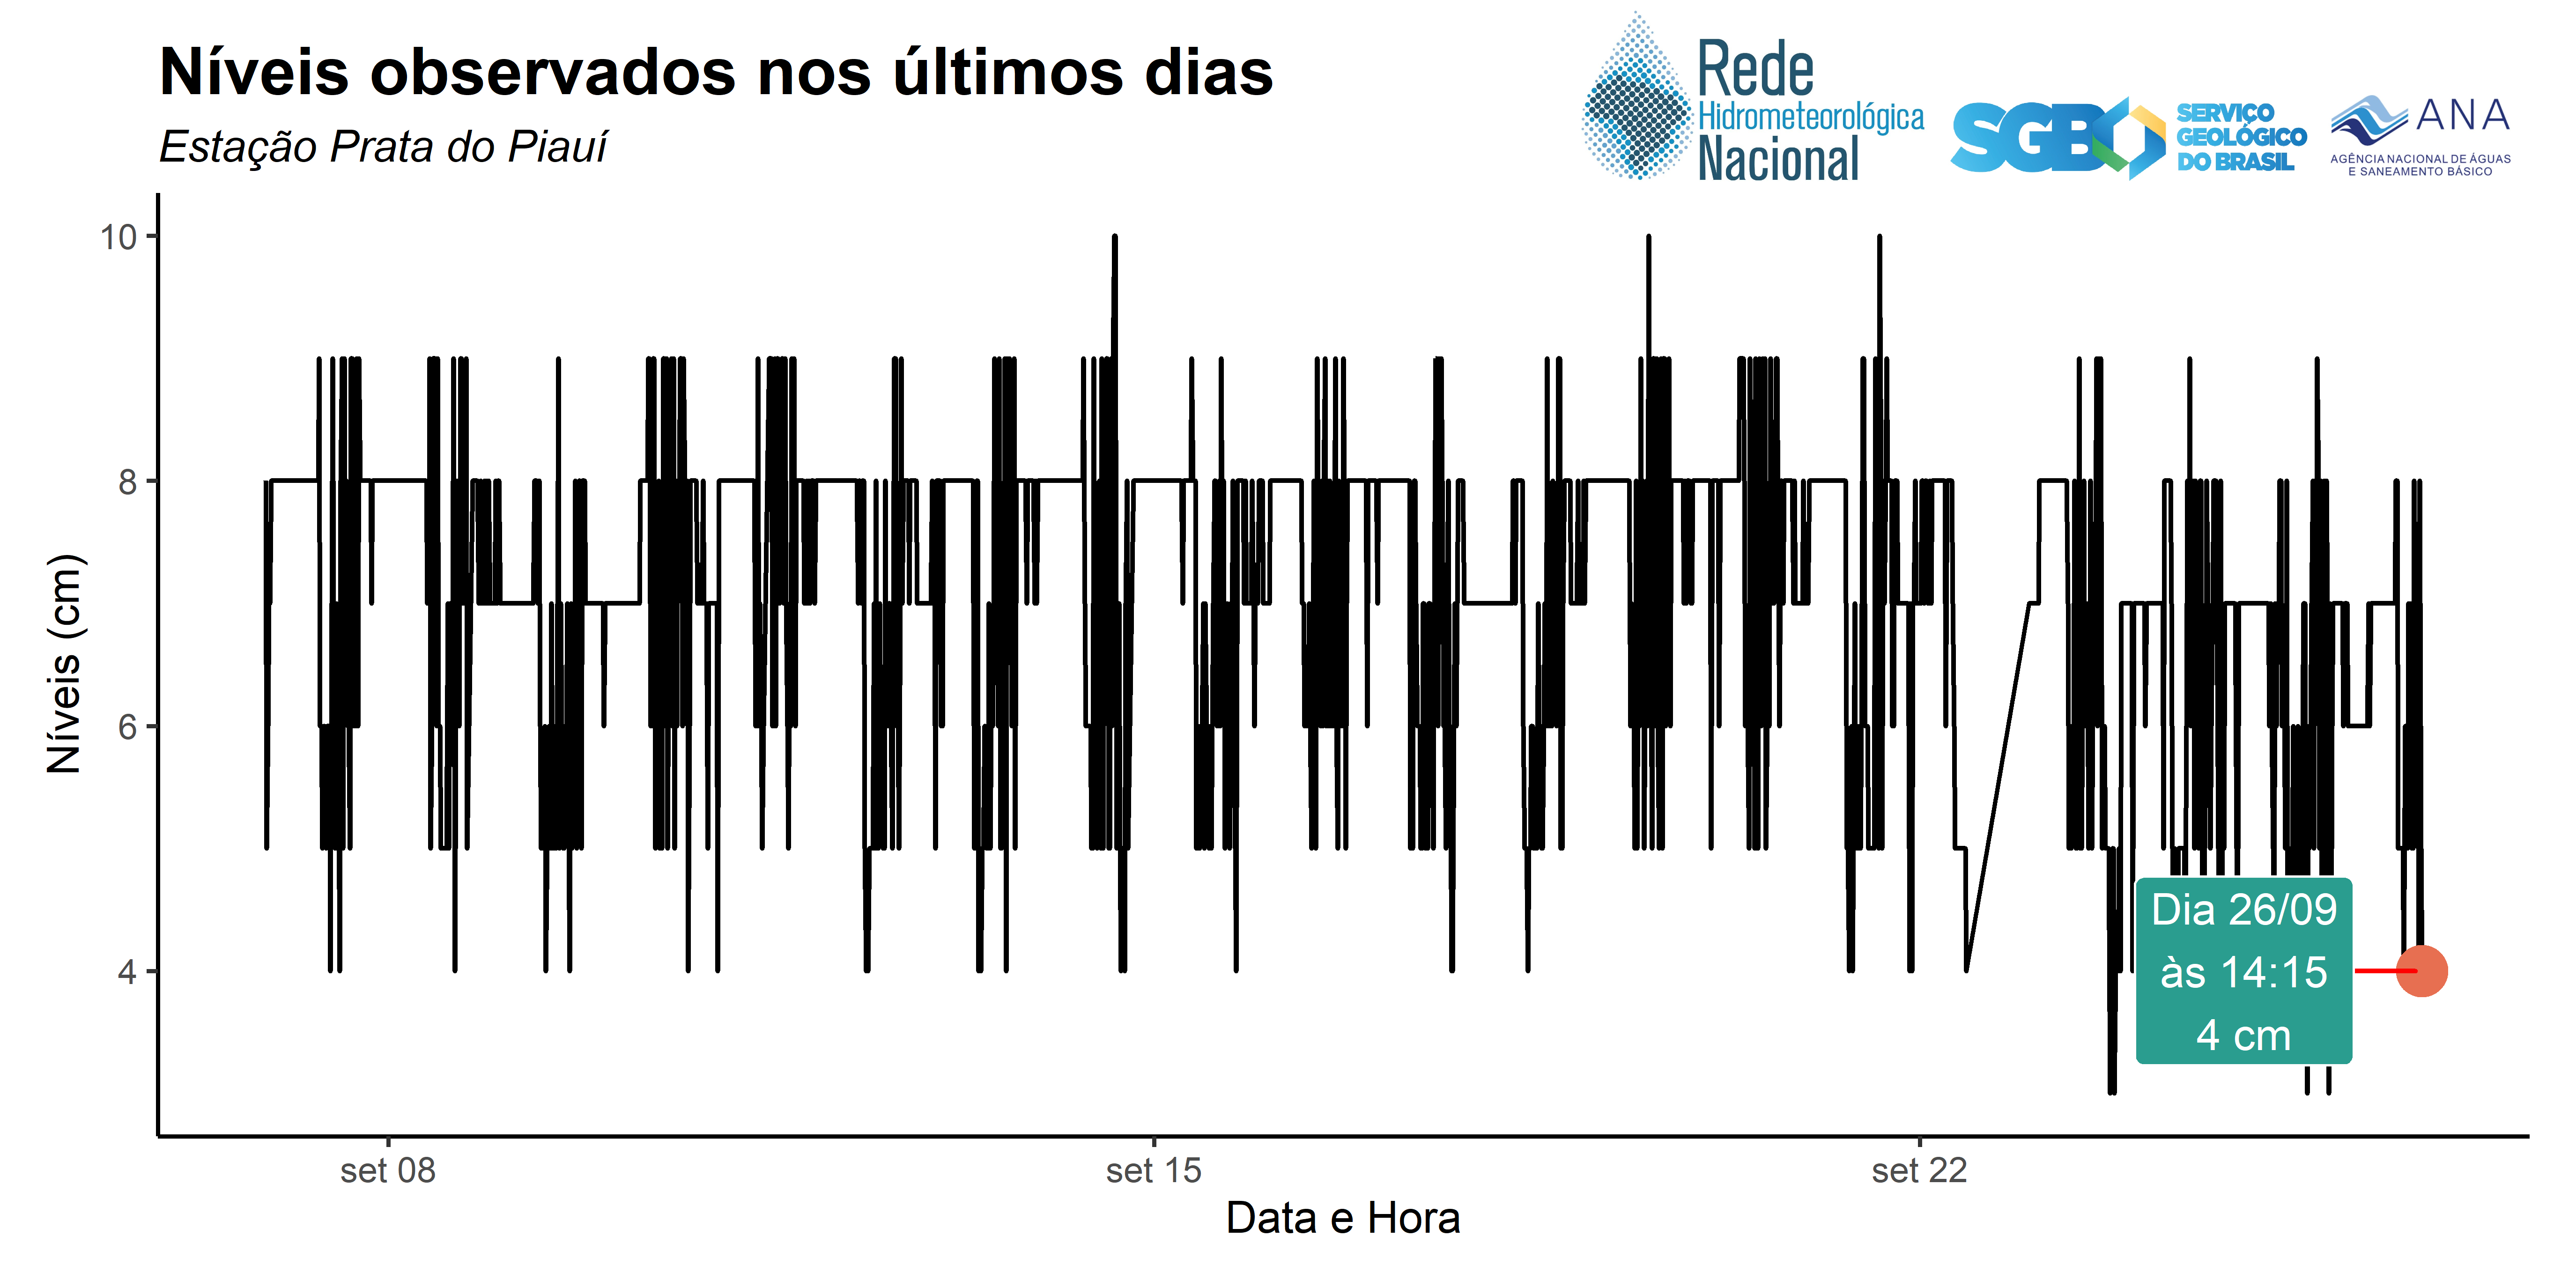 Níveis observados nos últimos dias
Estação Prata do Piauí
Rede
Hidrometeorológica
Nacional
SGB
SERVIÇO
GEOLÓGICO
DO BRASIL
ANA
AGÊNCIA NACIONAL DE ÁGUAS
E SANEAMENTO BÁSICO
Níveis (cm)
10
8
6
4
Dia 26/09
às 14:15
4 cm
set 08
set 15
set 22
Data e Hora